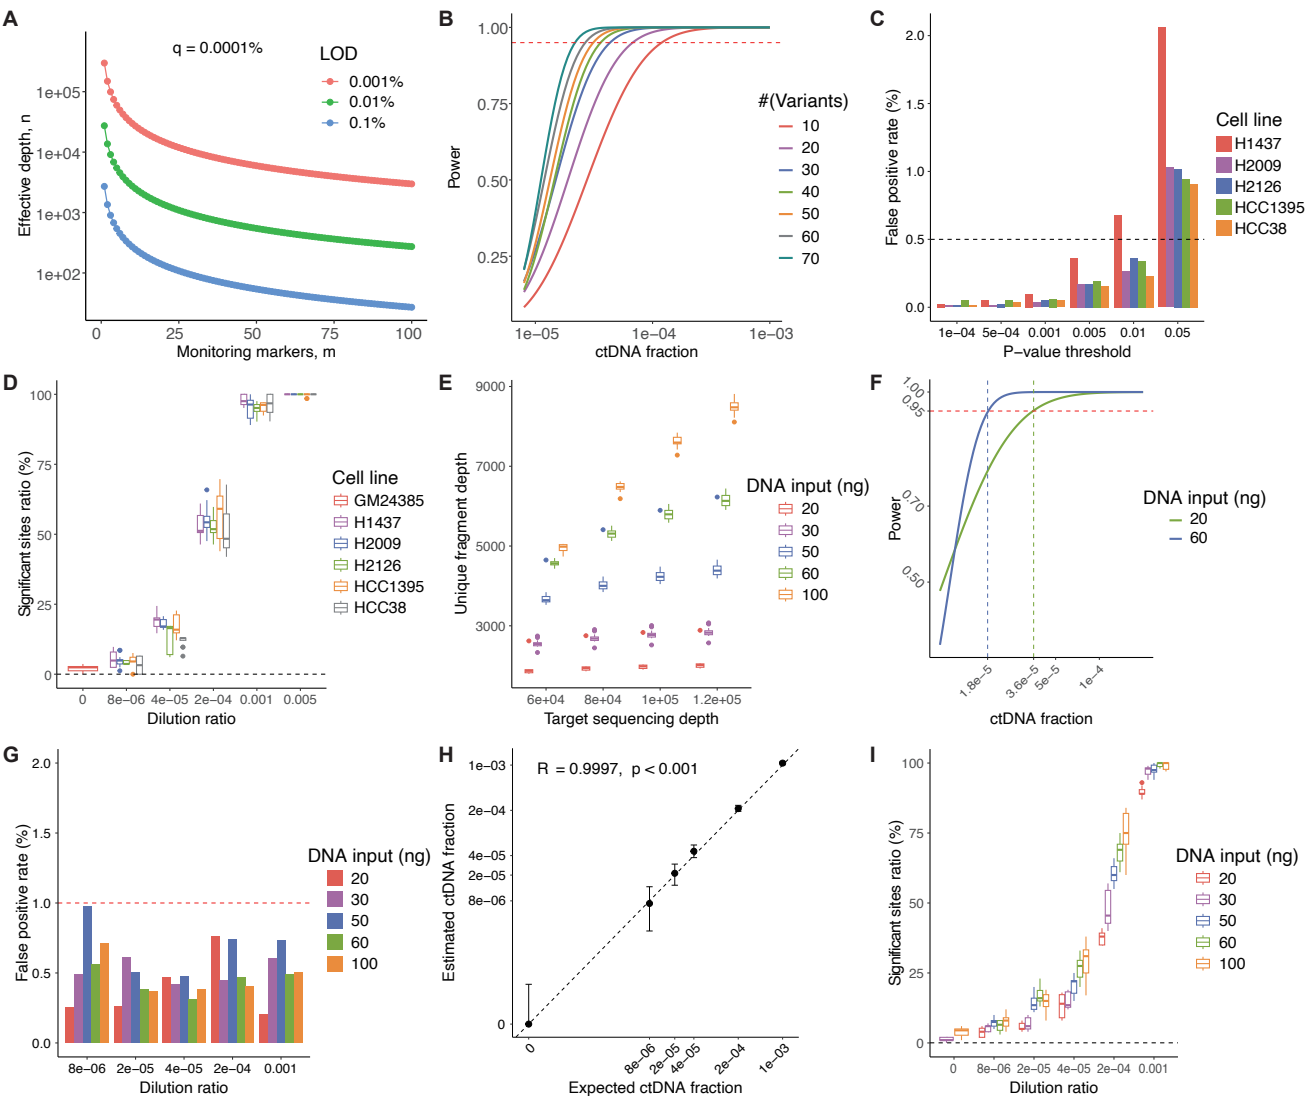 A
q = 0.0001%
LOD
0.001%
0.01%
0.1%
Effective depth, n
1e+05
1e+04
1e+03
1e+02
0 25 50 75 100
Monitoring markers, m
B
Power
1.00
0.75
0.50
0.25
1e−05 1e−04 1e−03
ctDNA fraction
#(Variants)
10
20
30
40
50
60
70
C
False positive rate (%)
2.0
1.5
1.0
0.5
0.0
1e−04 5e−04 0.001 0.005 0.01 0.05
P−value threshold
Cell line
H1437
H2009
H2126
HCC1395
HCC38
D
Significant sites ratio (%)
100
75
50
25
0
0 8e−06 4e−05 2e−04 0.001 0.005
Dilution ratio
Cell line
GM24385
H1437
H2009
H2126
HCC1395
HCC38
E
Unique fragment depth
9000
7000
5000
3000
6e+04 8e+04 1e+05 1.2e+05
Target sequencing depth
DNA input (ng)
20
30
50
60
100
F
Power
1.00
0.95
0.70
0.50
1.8e−5 3.6e−5 5e−5 1e−4
ctDNA fraction
DNA input (ng)
20
60
G
False positive rate (%)
2.0
1.5
1.0
0.5
0.0
8e−06 2e−05 4e−05 2e−04 0.001
Dilution ratio
DNA input (ng)
20
30
50
60
100
H
R = 0.9997, p < 0.001
Estimated ctDNA fraction
1e−03
2e−04
4e−05
2e−05
8e−06
0
0 8e−06 2e−05 4e−05 2e−04 1e−03
Expected ctDNA fraction
I
Significant sites ratio (%)
100
75
50
25
0
0 8e−06 2e−05 4e−05 2e−04 0.001
Dilution ratio
DNA input (ng)
20
30
50
60
100